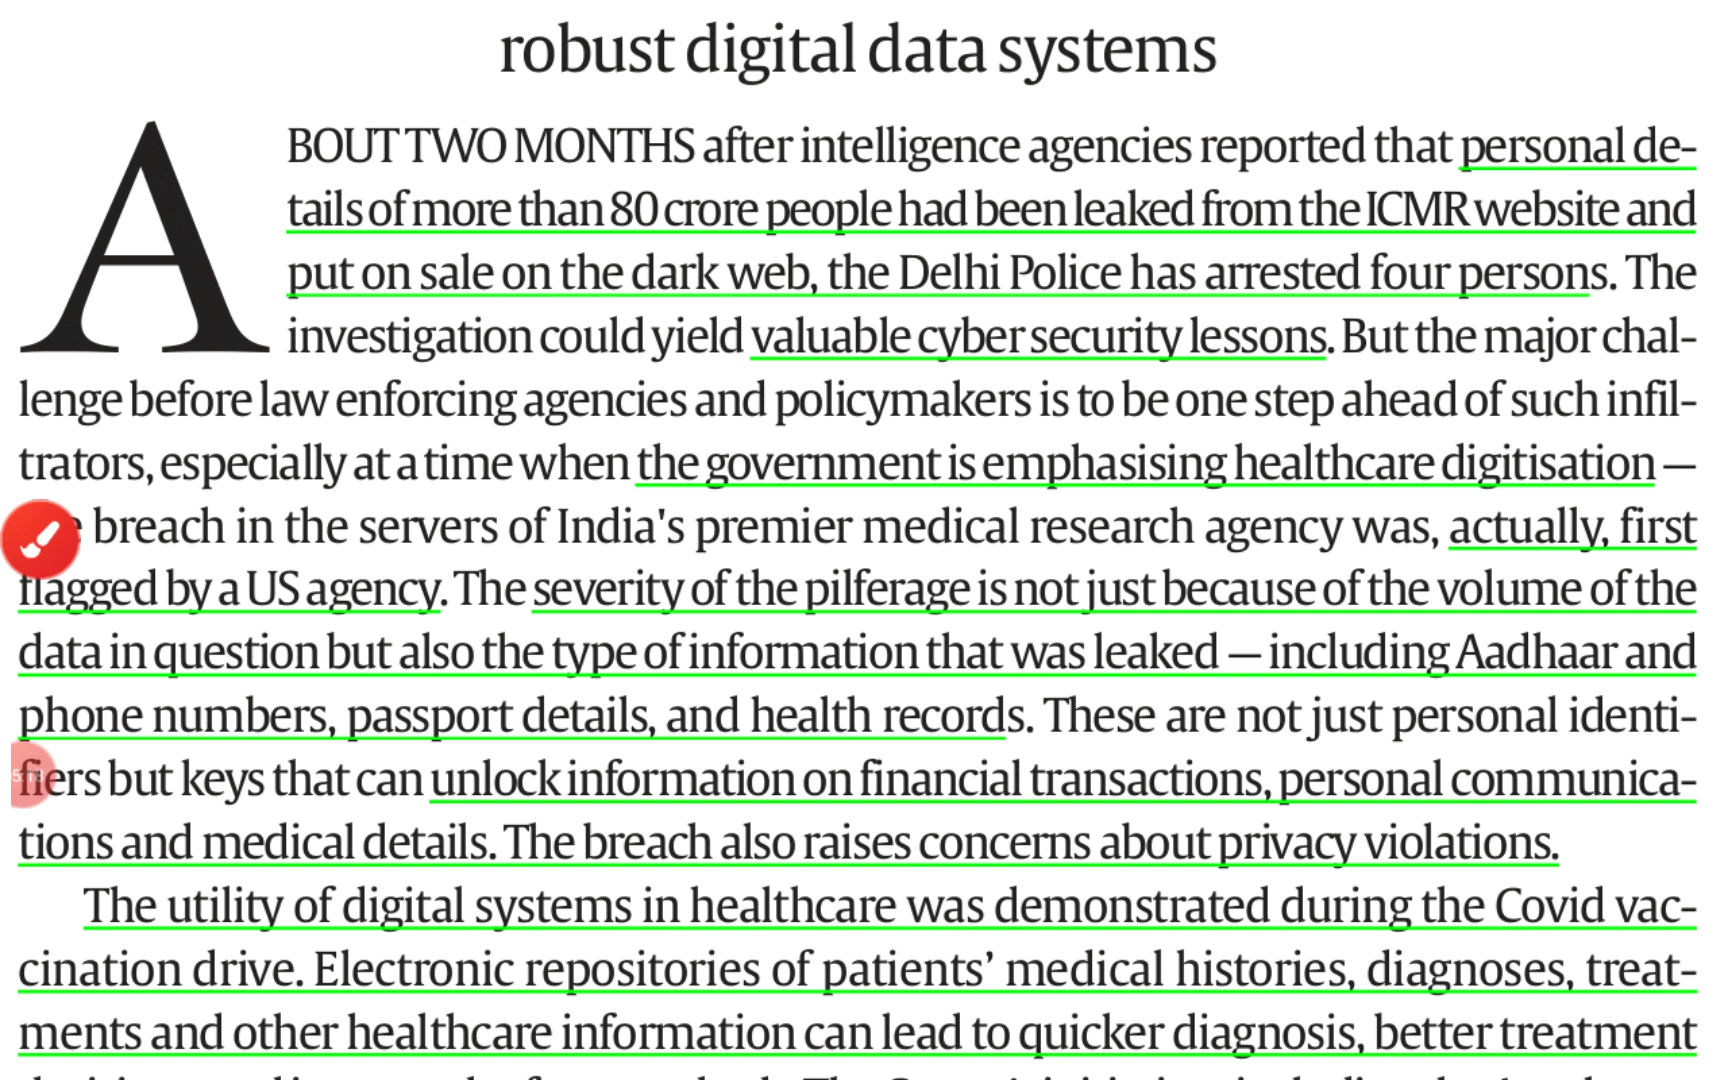 robust digital data systems
ABOUT TWO MONTHS after intelligence agencies reported that personal de-
tails of more than 80 crore people had been leaked from the ICMR website and
put on sale on the dark web, the Delhi Police has arrested four persons. The
investigation could yield valuable cyber security lessons. But the major chal-
lenge before law enforcing agencies and policymakers is to be one step ahead of such infil-
trators, especially at a time when the government is emphasising healthcare digitisation —
breach in the servers of India's premier medical research agency was, actually, first
flagged by a US agency. The severity of the pilferage is not just because of the volume of the
data in question but also the type of information that was leaked — including Aadhaar and
phone numbers, passport details, and health records. These are not just personal identi-
fiers but keys that can unlock information on financial transactions, personal communica-
tions and medical details. The breach also raises concerns about privacy violations.
The utility of digital systems in healthcare was demonstrated during the Covid vac-
cination drive. Electronic repositories of patients’ medical histories, diagnoses, treat-
ments and other healthcare information can lead to quicker diagnosis, better treatment